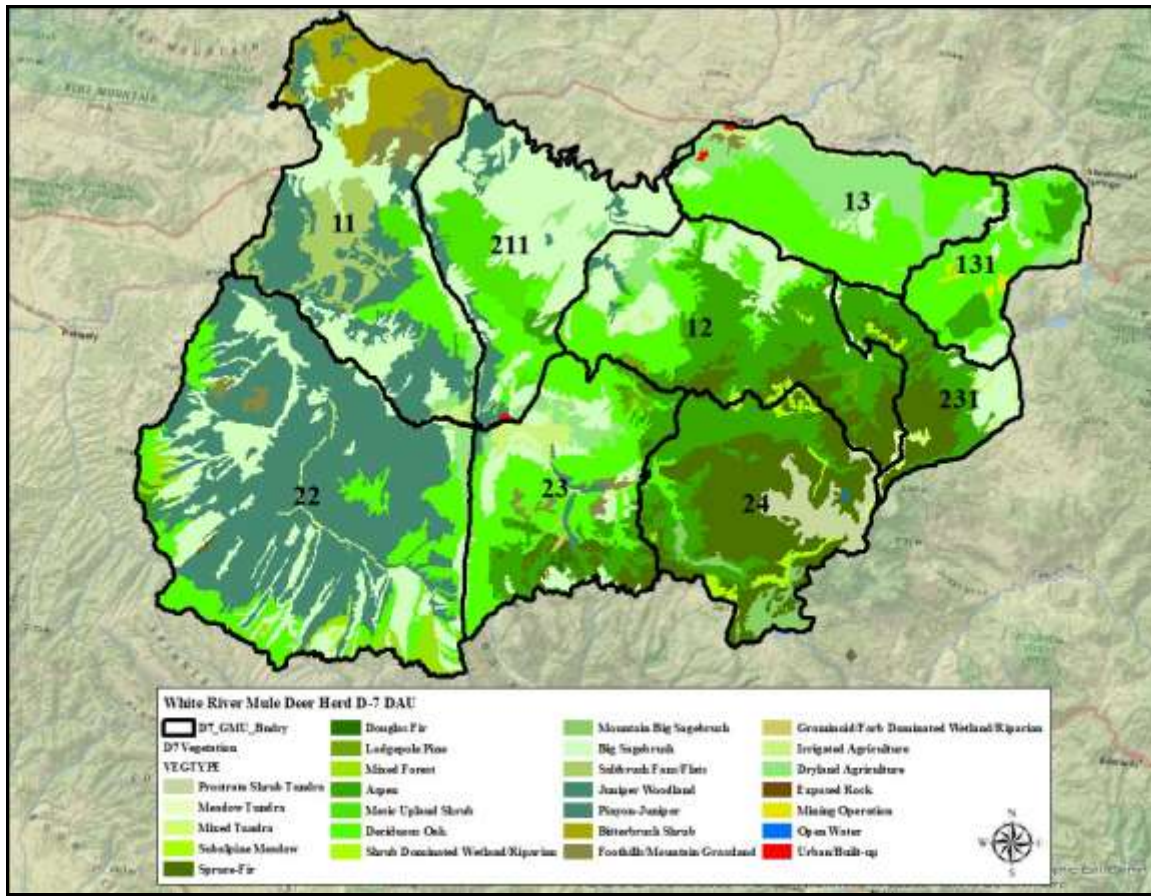 11
211
13
131
12
231
22
23
24
White River Mule Deer Herd D-7 DAU
D7_GMU_Bndry
D7 Vegetation
VEGTYPE
Prostrate Shrub Tundra
Meadow Tundra
Mixed Tundra
Subalpine Meadow
Spruce-Fir
Douglas Fir
Lodgepole Pine
Mixed Forest
Aspen
Mesic Upland Shrub
Deciduous Oak
Shrub Dominated Wetland/Riparian
Mountain Big Sagebrush
Big Sagebrush
Saltbrush Fans/Flats
Juniper Woodland
Pinyon-Juniper
Bitterbrush Shrub
Foothills/Mountain Grassland
Graminoid/Forb Dominated Wetland/Riparian
Irrigated Agriculture
Dryland Agriculture
Exposed Rock
Mining Operation
Open Water
Urban/Built-up
N
W
E
S